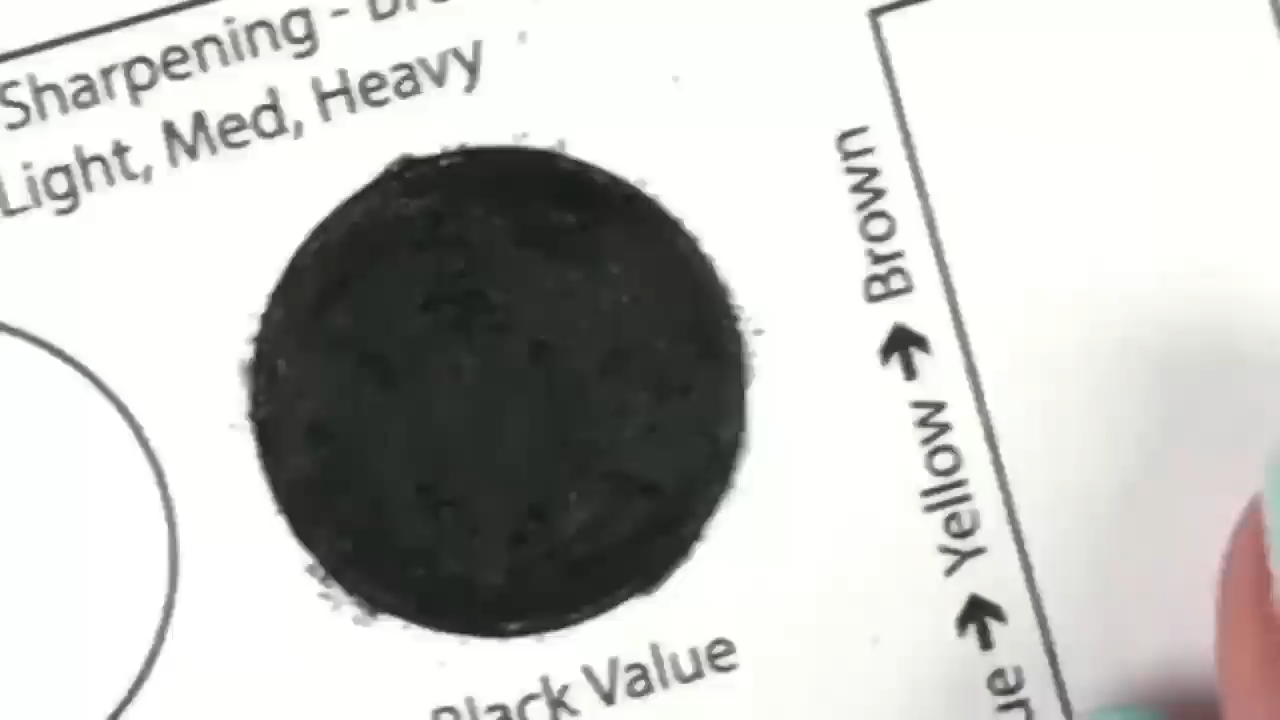 Sharpening -
Light, Med, Heavy
Black Value
Yellow → Brown